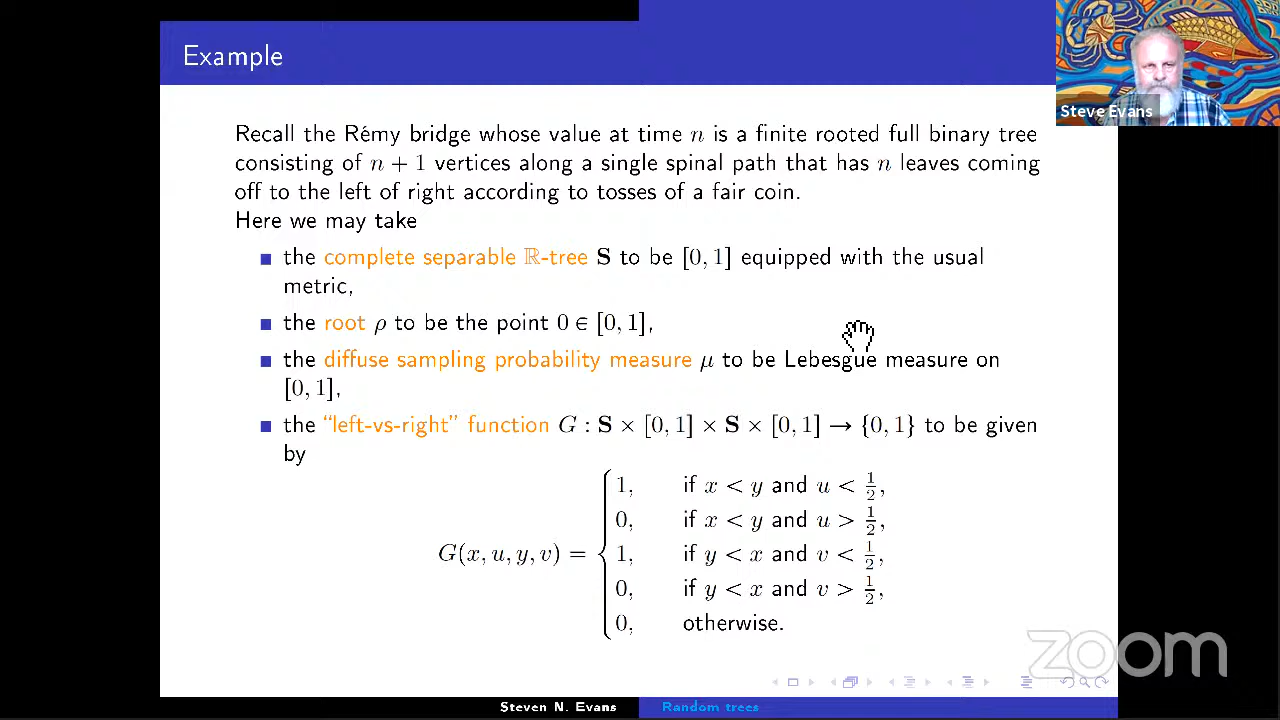 Example
Steve Evans
Recall the Rémy bridge whose value at time n is a finite rooted full binary tree
consisting of n + 1 vertices along a single spinal path that has n leaves coming
off to the left of right according to tosses of a fair coin.
Here we may take
the complete separable ℝ-tree S to be [0, 1] equipped with the usual
metric,
the root ρ to be the point 0 ∈ [0, 1],
the diffuse sampling probability measure μ to be Lebesgue measure on
[0, 1],
the “left-vs-right” function G : S × [0, 1] × S × [0, 1] → {0, 1} to be given
by
1, if x < y and u < 1/2,
0, if x < y and u > 1/2,
G(x, u, y, v) = { 1, if y < x and v < 1/2,
0, if y < x and v > 1/2,
0, otherwise.
zoom
Steven N. Evans Random trees